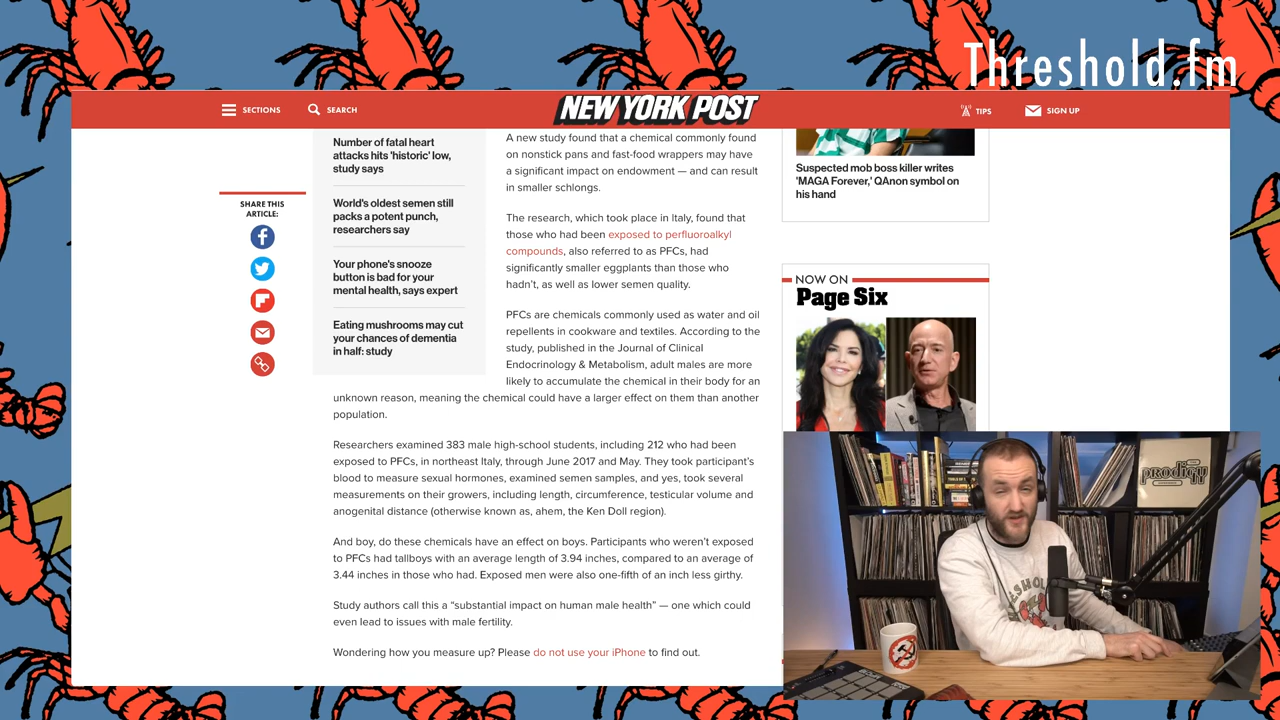 Threshold.fm
SECTIONS
SEARCH
NEW YORK POST
TIPS
SIGN UP
SHARE THIS
ARTICLE:
Number of fatal heart
attacks hits 'historic' low,
study says
World's oldest semen still
packs a potent punch,
researchers say
Your phone's snooze
button is bad for your
mental health, says expert
Eating mushrooms may cut
your chances of dementia
in half: study
A new study found that a chemical commonly found
on nonstick pans and fast-food wrappers may have
a significant impact on endowment — and can result
in smaller schlongs.
The research, which took place in Italy, found that
those who had been exposed to perfluoroalkyl
compounds, also referred to as PFCs, had
significantly smaller eggplants than those who
hadn't, as well as lower semen quality.
PFCs are chemicals commonly used as water and oil
repellents in cookware and textiles. According to the
study, published in the Journal of Clinical
Endocrinology & Metabolism, adult males are more
likely to accumulate the chemical in their body for an
unknown reason, meaning the chemical could have a larger effect on them than another
population.
Researchers examined 383 male high-school students, including 212 who had been
exposed to PFCs, in northeast Italy, through June 2017 and May. They took participant's
blood to measure sexual hormones, examined semen samples, and yes, took several
measurements on their growers, including length, circumference, testicular volume and
anogenital distance (otherwise known as, ahem, the Ken Doll region).
And boy, do these chemicals have an effect on boys. Participants who weren't exposed
to PFCs had tallboys with an average length of 3.94 inches, compared to an average of
3.44 inches in those who had. Exposed men were also one-fifth of an inch less girthy.
Study authors call this a “substantial impact on human male health” — one which could
even lead to issues with male fertility.
Wondering how you measure up? Please do not use your iPhone to find out.
Suspected mob boss killer writes
'MAGA Forever,' QAnon symbol on
his hand
NOW ON
Page Six
prodigy